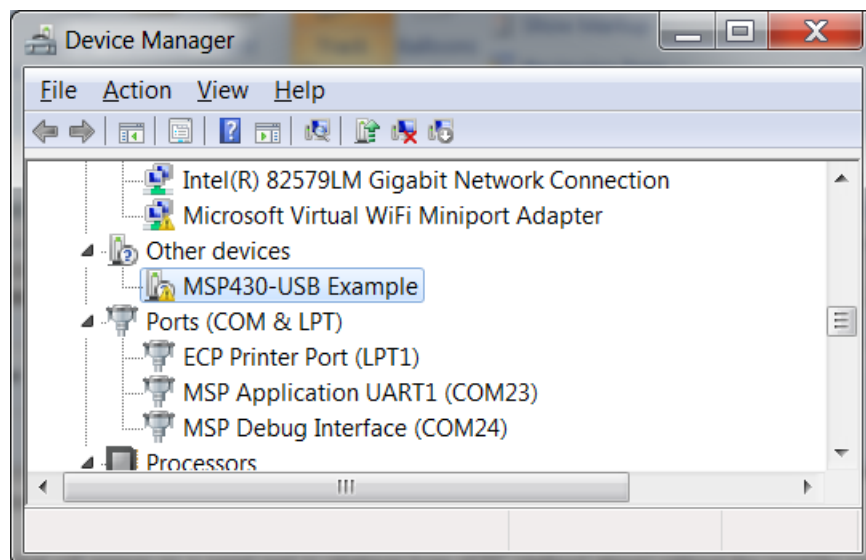 Device Manager
File Action View Help
Intel(R) 82579LM Gigabit Network Connection
Microsoft Virtual WiFi Miniport Adapter
Other devices
MSP430-USB Example
Ports (COM & LPT)
ECP Printer Port (LPT1)
MSP Application UART1 (COM23)
MSP Debug Interface (COM24)
Processors